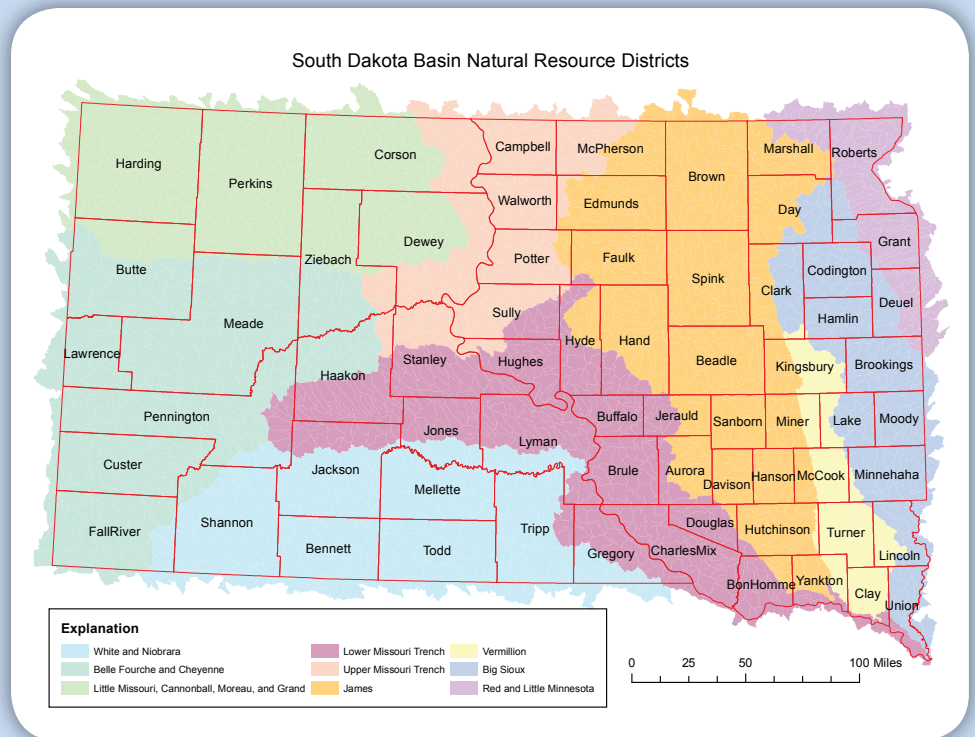 South Dakota Basin Natural Resource Districts
Harding
Perkins
Corson
Campbell
McPherson
Brown
Marshall
Roberts
Walworth
Edmunds
Day
Dewey
Ziebach
Butte
Potter
Faulk
Spink
Grant
Codington
Clark
Deuel
Hamlin
Meade
Sully
Hyde
Hand
Lawrence
Stanley
Hughes
Beadle
Kingsbury
Brookings
Haakon
Pennington
Jones
Lyman
Buffalo
Jerauld
Sanborn
Miner
Lake
Moody
Custer
Jackson
Mellette
Brule
Aurora
Davison
Hanson
McCook
Minnehaha
FallRiver
Shannon
Bennett
Todd
Tripp
Gregory
CharlesMix
Douglas
Hutchinson
Turner
Lincoln
BonHomme
Yankton
Clay
Union
Explanation
White and Niobrara
Belle Fourche and Cheyenne
Little Missouri, Cannonball, Moreau, and Grand
Lower Missouri Trench
Upper Missouri Trench
James
Vermillion
Big Sioux
Red and Little Minnesota
0 25 50 100 Miles